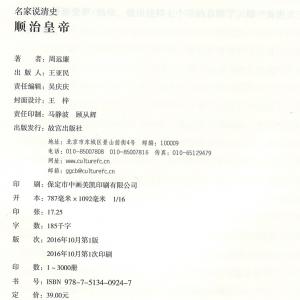 名家说清史
顺治皇帝
著　　者：周远廉
出 版 人：王亚民
责任编辑：吴庆庆
封面设计：王　梓
责任印制：马静波　顾从辉
出版发行：故宫出版社
地址：北京市东城区景山前街4号　邮编：100009
电话：010-85007808　010-85007816　传真：010-65129479
网址：www.culturefc.cn
邮箱：ggcb@culturefc.cn
印　　刷：保定市中画美凯印刷有限公司
开　　本：787毫米×1092毫米　1/16
印　　张：17.25
字　　数：185千字
版　　次：2016年10月第1版
2016年10月第1次印刷
印　　数：1～3000册
书　　号：ISBN 978-7-5134-0924-7
定　　价：39.00元